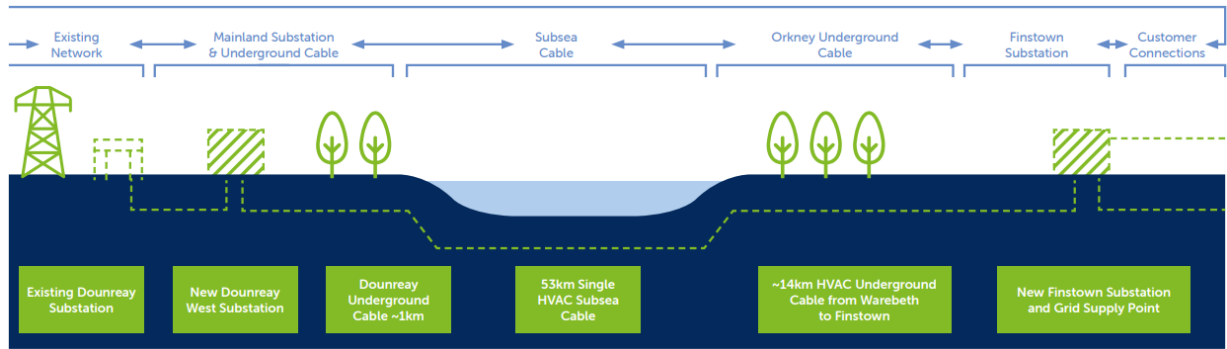 Existing
Network
Mainland Substation
& Underground Cable
Subsea
Cable
Orkney Underground
Cable
Finstown
Substation
Customer
Connections
Existing Dounreay
Substation
New Dounreay
West Substation
Dounreay
Underground
Cable ~1km
53km Single
HVAC Subsea
Cable
~14km HVAC Underground
Cable from Warebeth
to Finstown
New Finstown Substation
and Grid Supply Point